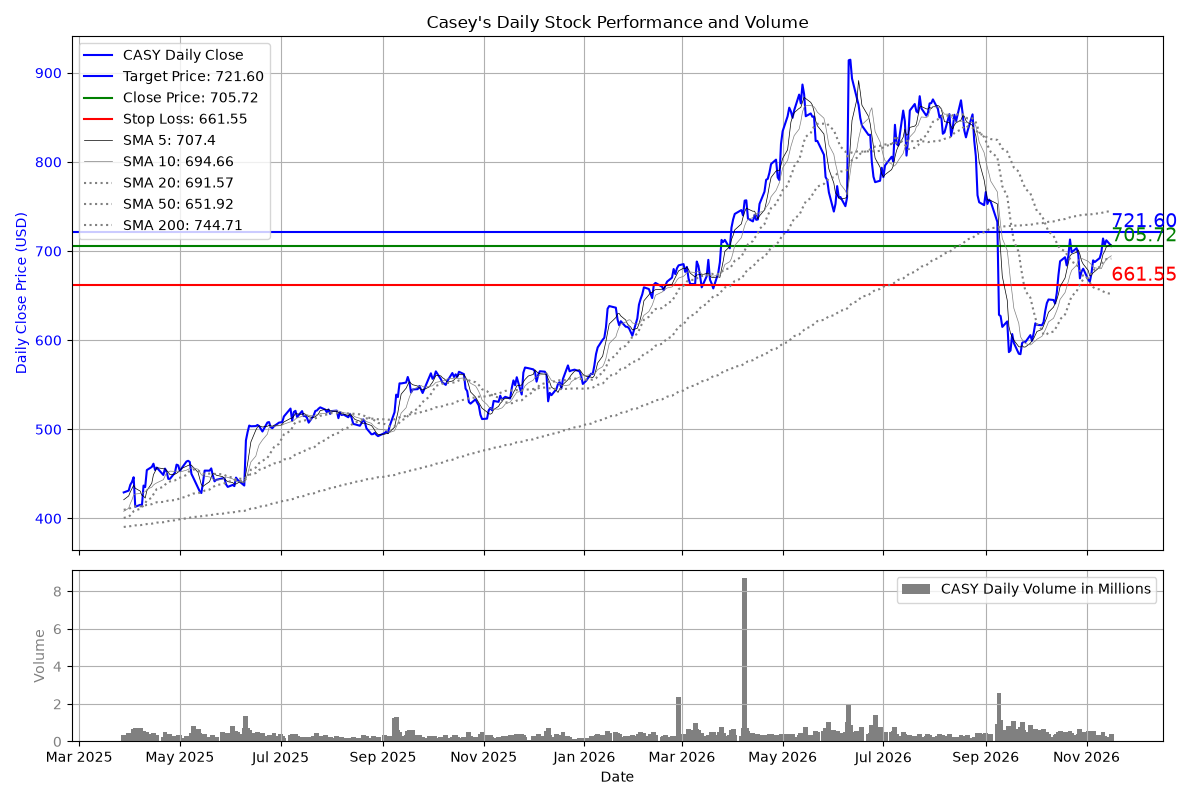 Casey's Daily Stock Performance and Volume
CASY Daily Close
Target Price: 721.60
Close Price: 705.72
Stop Loss: 661.55
SMA 5: 707.4
SMA 10: 694.66
SMA 20: 691.57
SMA 50: 651.92
SMA 200: 744.71
900
800
700
600
500
400
Daily Close Price (USD)
721.60
705.72
661.55
CASY Daily Volume in Millions
8
6
4
2
0
Volume
Mar 2025 May 2025 Jul 2025 Sep 2025 Nov 2025 Jan 2026 Mar 2026 May 2026 Jul 2026 Sep 2026 Nov 2026
Date